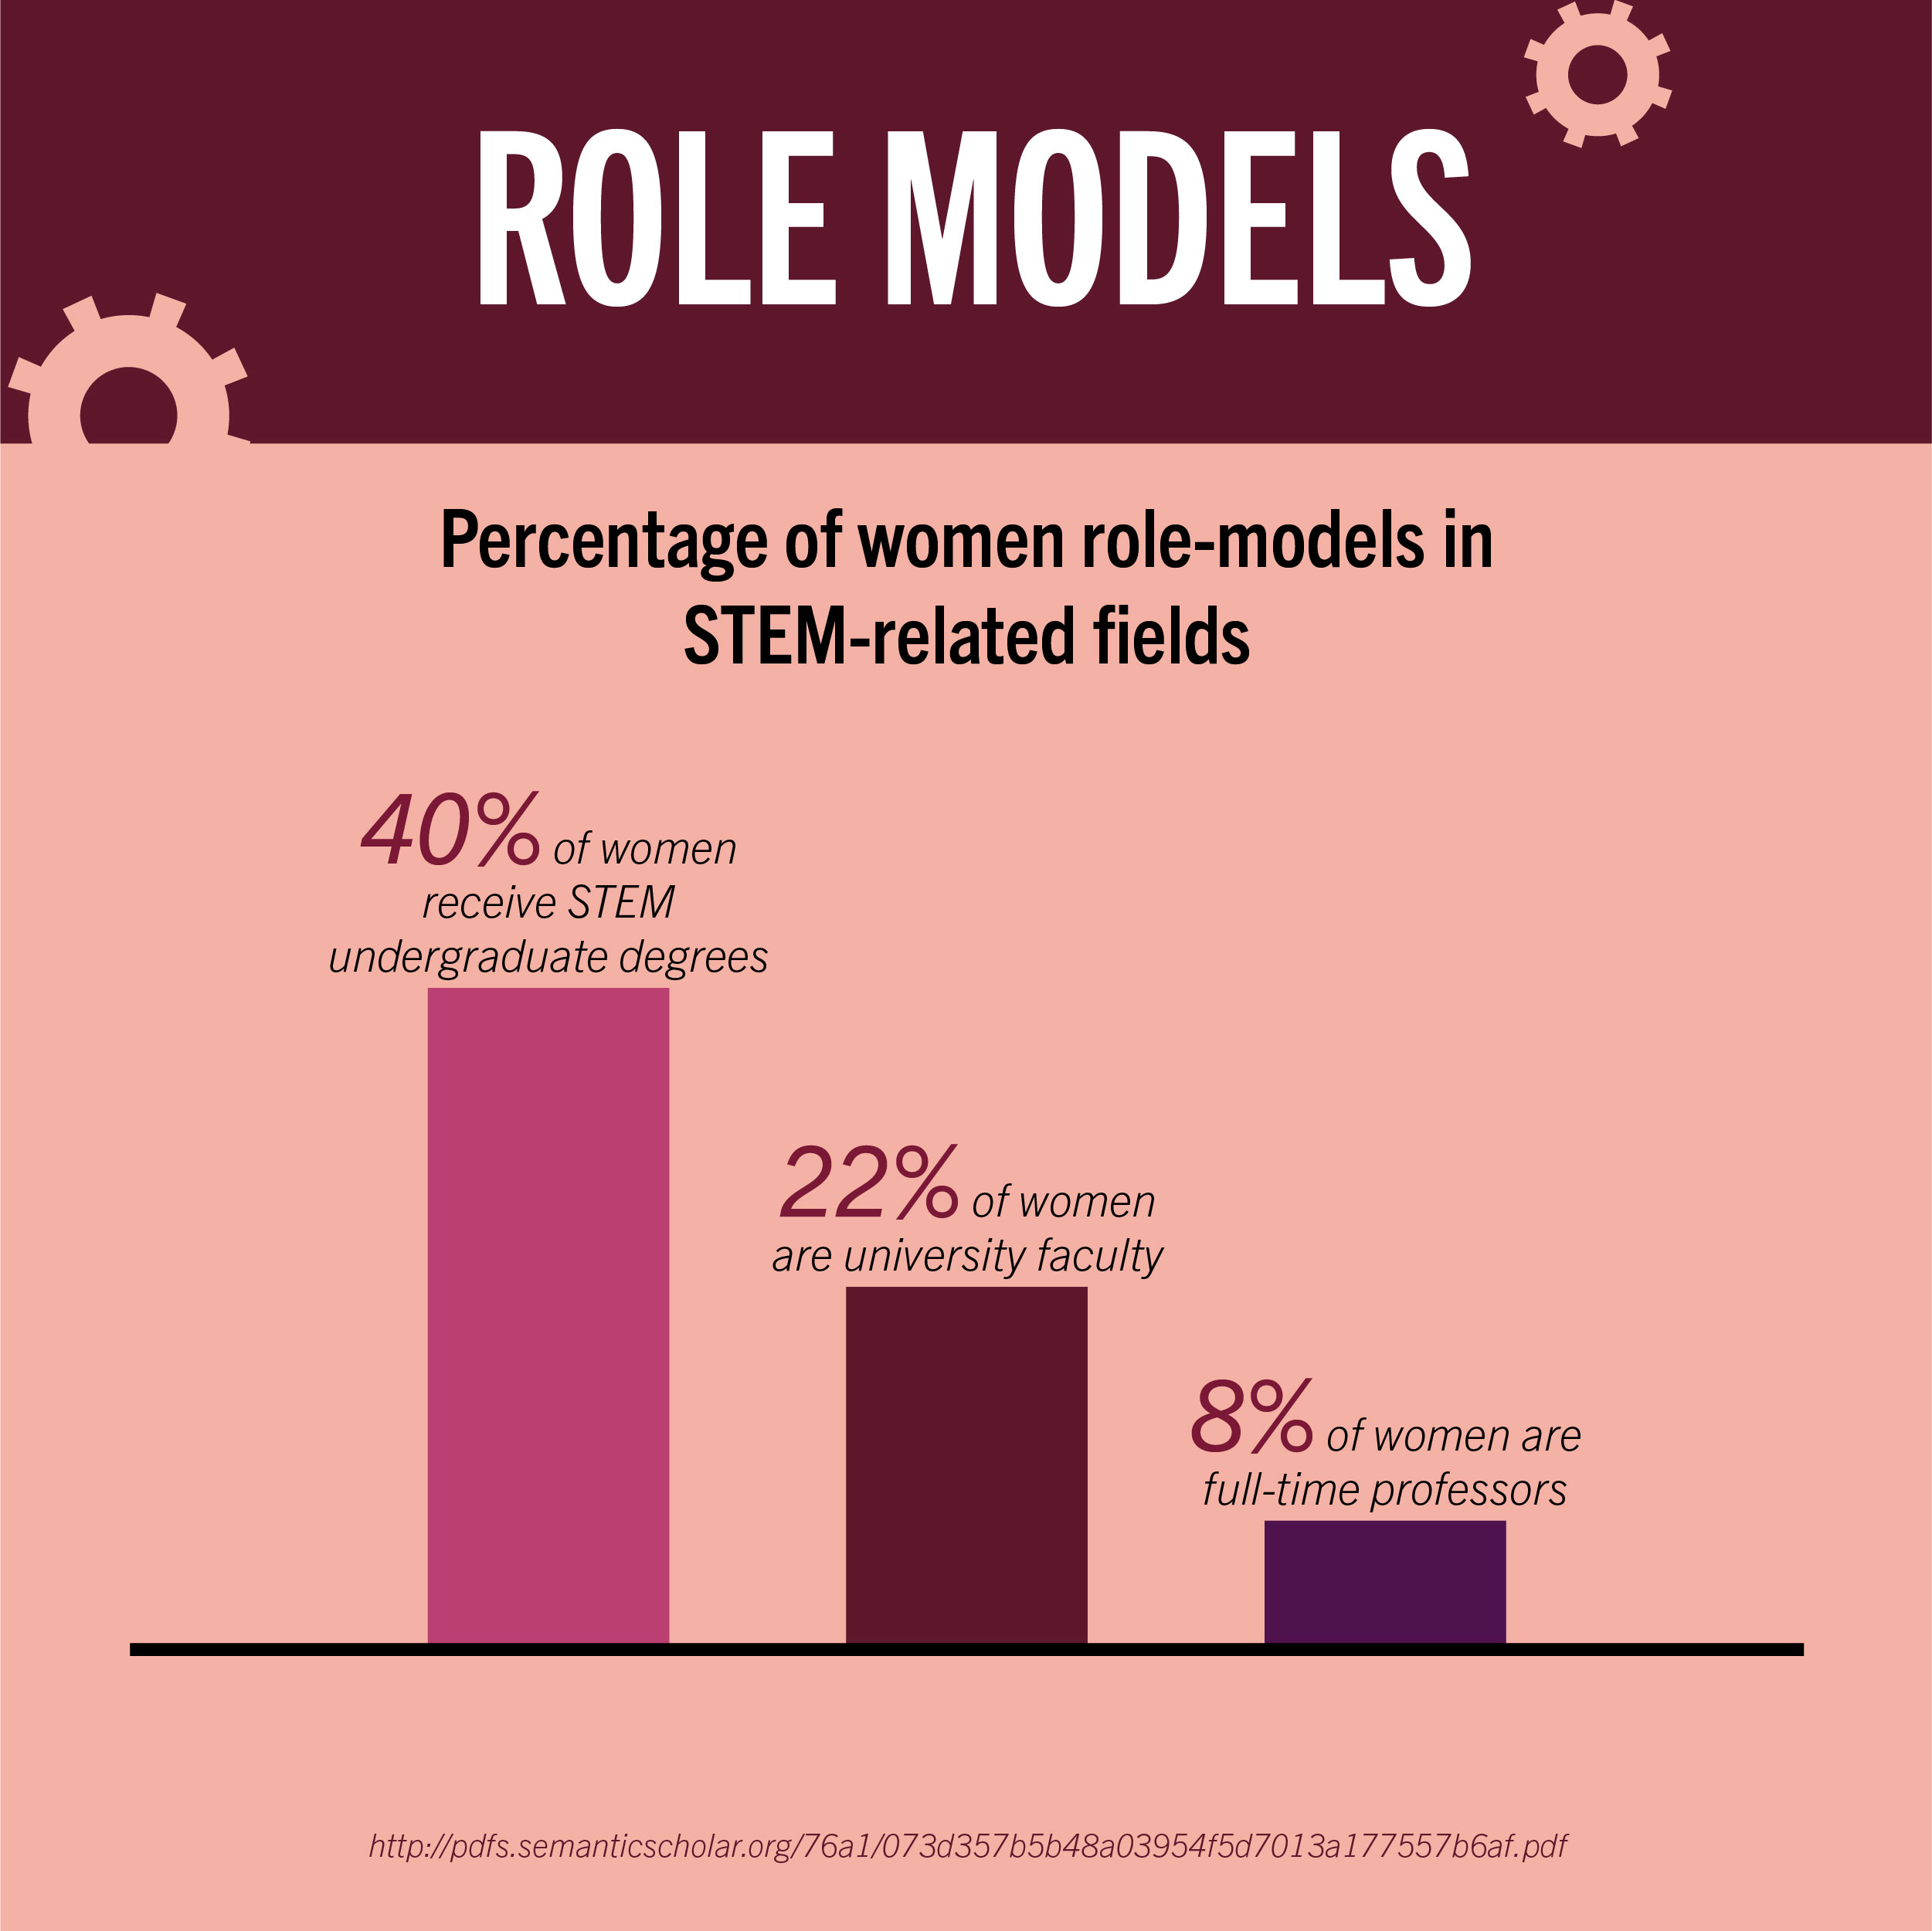 ROLE MODELS
Percentage of women role-models in
STEM-related fields
40% of women
receive STEM
undergraduate degrees
22% of women
are university faculty
8% of women are
full-time professors
http://pdfs.semanticscholar.org/76a1/073d357b5b48a03954f5d7013a177557b6af.pdf